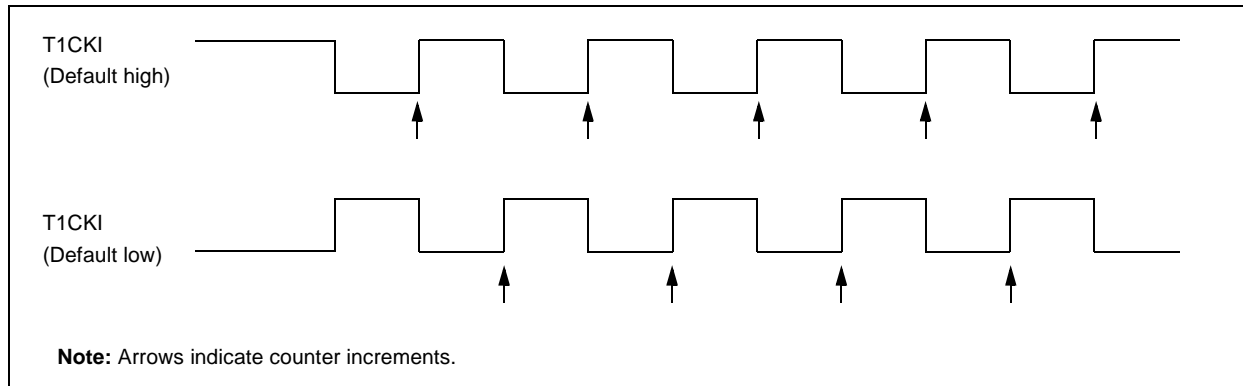 T1CKI
(Default high)
T1CKI
(Default low)
Note: Arrows indicate counter increments.